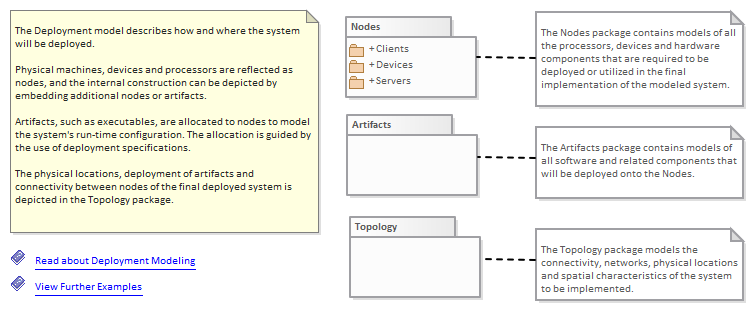 The Deployment model describes how and where the system
will be deployed.
Physical machines, devices and processors are reflected as
nodes, and the internal construction can be depicted by
embedding additional nodes or artifacts.
Artifacts, such as executables, are allocated to nodes to model
the system's run-time configuration. The allocation is guided by
the use of deployment specifications.
The physical locations, deployment of artifacts and
connectivity between nodes of the final deployed system is
depicted in the Topology package.
Read about Deployment Modeling
View Further Examples
Nodes
+ Clients
+ Devices
+ Servers
The Nodes package contains models of all
the processors, devices and hardware
components that are required to be
deployed or utilized in the final
implementation of the modeled system.
Artifacts
The Artifacts package contains models of
all software and related components that
will be deployed onto the Nodes.
Topology
The Topology package models the
connectivity, networks, physical locations
and spatial characteristics of the system
to be implemented.